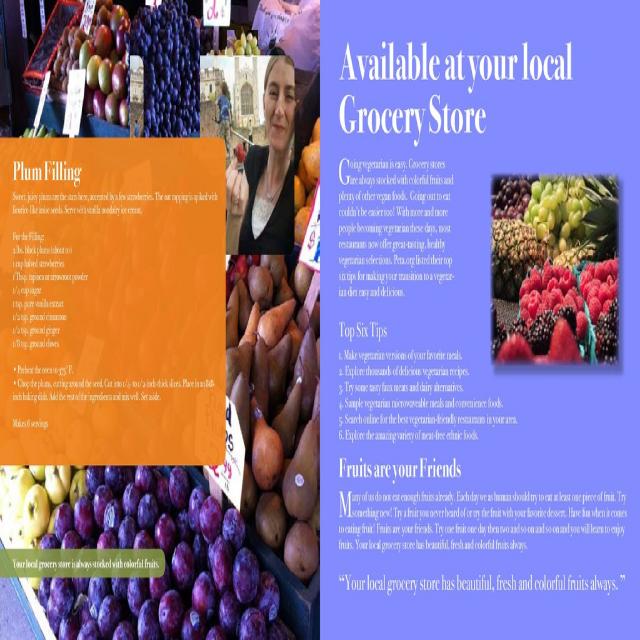 Plum Filling
Sweet, juicy plums are the stars here, accented by a few strawberries. The oat topping is spiked with
licorice-like anise seeds. Serve with vanilla nondairy ice cream.
For the Filling:
2 lbs. black plums (about 10)
1 cup halved strawberries
1 Tbsp. tapioca or arrowroot powder
1/4 cup sugar
1 tsp. pure vanilla extract
1/2 tsp. ground cinnamon
1/2 tsp. ground ginger
1/8 tsp. ground cloves
• Preheat the oven to 375° F.
• Chop the plums, cutting around the seed. Cut into 1/4- to 1/2-inch thick slices. Place in an 8x8-
inch baking dish. Add the rest of the ingredients and mix well. Set aside.
Makes 6 servings
Your local grocery store is always stocked with colorful fruits.
Available at your local
Grocery Store
Going vegetarian is easy. Grocery stores
are always stocked with colorful fruits and
plenty of other vegan foods. Going out to eat
couldn't be easier too! With more and more
people becoming vegetarian these days, most
restaurants now offer great-tasting, healthy
vegetarian selections. Peta.org listed their top
six tips for making your transition to a vegetar-
ian diet easy and delicious.
Top Six Tips
1. Make vegetarian versions of your favorite meals.
2. Explore thousands of delicious vegetarian recipes.
3. Try some tasty faux meats and dairy alternatives.
4. Sample vegetarian microwaveable meals and convenience foods.
5. Search online for the best vegetarian-friendly restaurants in your area.
6. Explore the amazing variety of meat-free ethnic foods.
Fruits are your Friends
Many of us do not eat enough fruits already. Each day we as human should try to eat at least one piece of fruit. Try
something new! Try a fruit you never heard of or try the fruit with your favorite dessert. Have fun when it comes
to eating fruit! Fruits are your friends. Try one fruit one day then two and so on and so on and you will learn to enjoy
fruits. Your local grocery store has beautiful, fresh and colorful fruits always.
“Your local grocery store has beautiful, fresh and colorful fruits always. ”